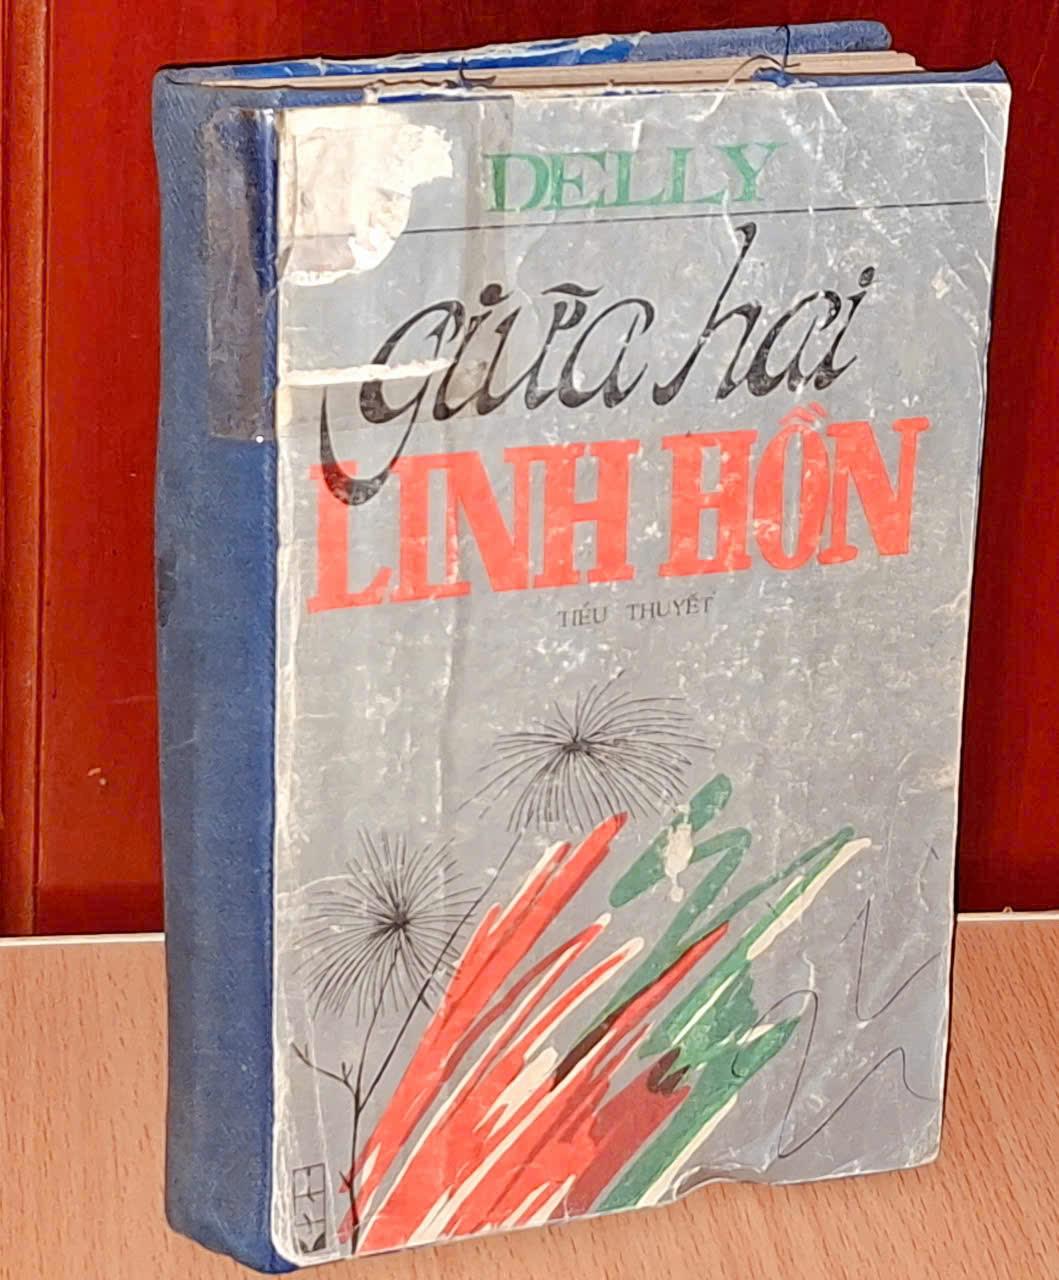 DELLY
giữa hai
LINH HỒN
TIỂU THUYẾT